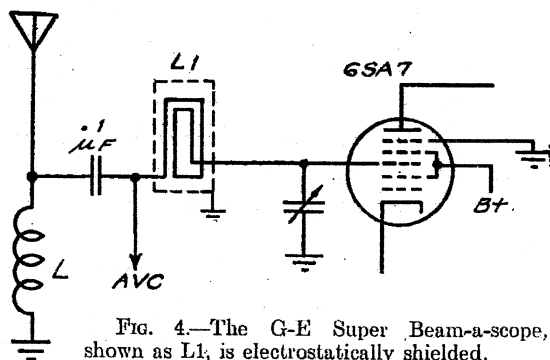 L1
6SA7
.1
μF
L
AVC
B+.
FIG. 4.—The G-E Super Beam-a-scope,
shown as L1, is electrostatically shielded.